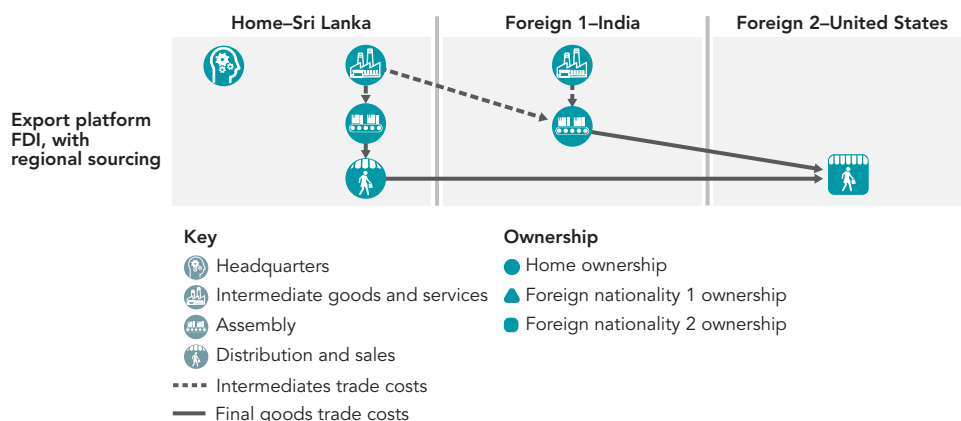 Home–Sri Lanka
Foreign 1–India
Foreign 2–United States
Export platform
FDI, with
regional sourcing
Key
Headquarters
Intermediate goods and services
Assembly
Distribution and sales
Intermediates trade costs
Final goods trade costs
Ownership
Home ownership
Foreign nationality 1 ownership
Foreign nationality 2 ownership